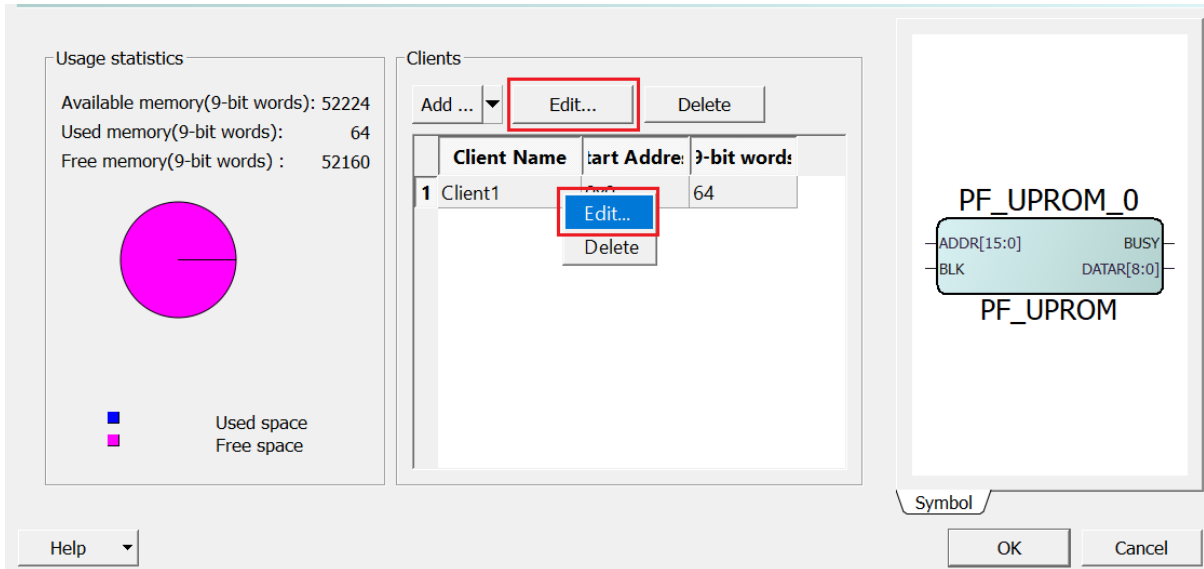 Usage statistics
Available memory(9-bit words): 52224
Used memory(9-bit words): 64
Free memory(9-bit words) : 52160
Used space
Free space
Clients
Add ... Edit... Delete
Client Name tart Addre 9-bit words
1 Client1 64
Edit...
Delete
PF_UPROM_0
ADDR[15:0] BUSY
BLK DATAR[8:0]
PF_UPROM
Symbol
Help OK Cancel